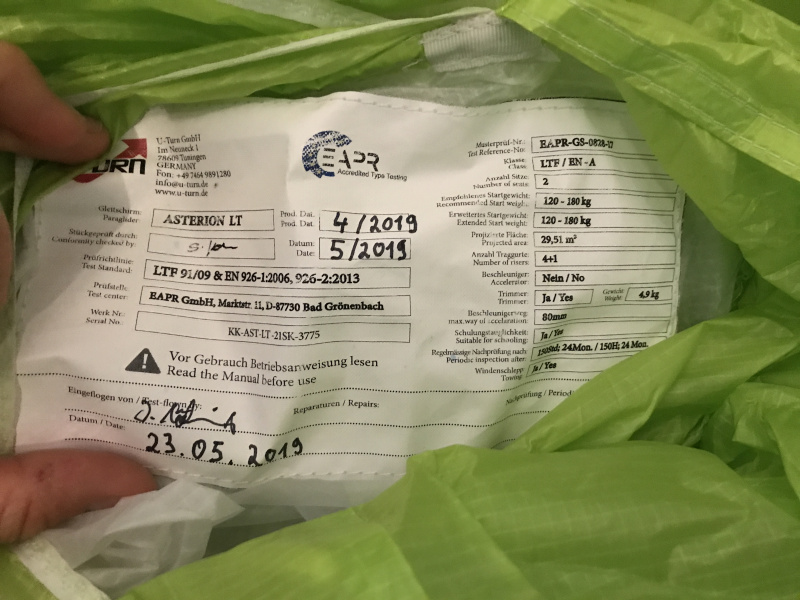 U-Turn GmbH
Im Neuneck 1
78609 Tuningen
GERMANY
Fon: +49 7464 9891280
info@u-turn.de
www.u-turn.de
TURN
EAPR
Accredited Type Testing
Gleitschirm: Paraglider: ASTERION LT
Prod. Dat. Prod. Dat. 4/2019
Stückgeprüft durch: Conformity checked by:
Datum: Date: 5/2019
Prüfrichtlinie: Test Standard: LTF 91/09 & EN 926-1:2006, 926-2:2013
Prüfstelle: Test center: EAPR GmbH, Marktstr. 11, D-87730 Bad Grönenbach
Werk Nr. Serial No. KK-AST-LT-21SK-3775
Vor Gebrauch Betriebsanweisung lesen
Read the Manual before use
Eingeflogen von / Test-flown by:
Reparaturen / Repairs:
Datum / Date: 23.05.2019
Musterprüf-Nr.: Test Reference-No: EAPR-GS-0828-17
Klasse: Class: LTF / EN - A
Anzahl Sitze: Number of seats: 2
Empfohlenes Startgewicht: Recommended Start weight: 120 - 180 kg
Erweitertes Startgewicht: Extended Start weight: 120 - 180 kg
Projizierte Fläche: Projected area: 29,51 m²
Anzahl Traggurte: Number of risers: 4+1
Beschleuniger: Accelerator: Nein / No
Trimmer: Trimmer: Ja / Yes
Gewicht Weight 4,9 kg
Beschleunigerweg: max.way of acceleration: 80mm
Schulungstauglichkeit: Suitable for schooling: Ja / Yes
Regelmässige Nachprüfung nach: Periodic inspection after: 150Std; 24Mon. / 150H; 24 Mon.
Windenschlepp: Towing: Ja / Yes
Nachprüfung / Period